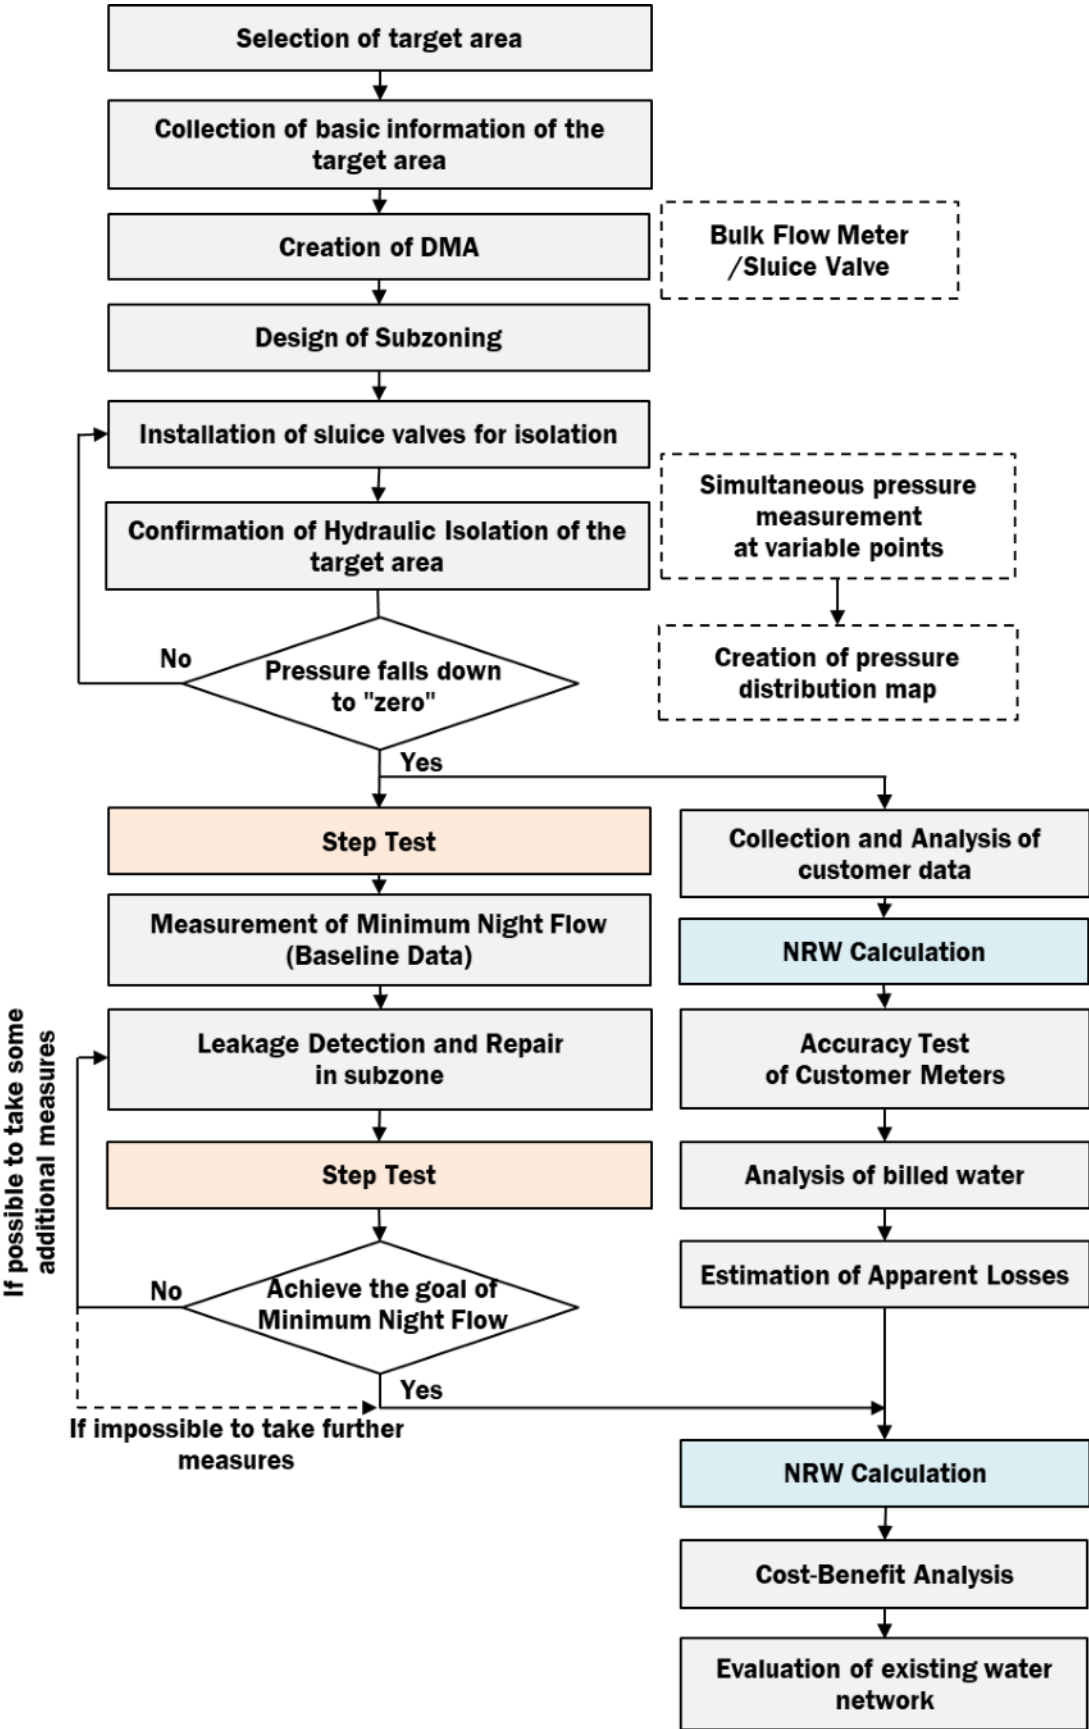 Selection of target area
Collection of basic information of the
target area
Creation of DMA
Bulk Flow Meter
/Sluice Valve
Design of Subzoning
Installation of sluice valves for isolation
Simultaneous pressure
measurement
at variable points
Confirmation of Hydraulic Isolation of the
target area
Creation of pressure
distribution map
No
Pressure falls down
to "zero"
Yes
Step Test
Measurement of Minimum Night Flow
(Baseline Data)
Leakage Detection and Repair
in subzone
Step Test
If possible to take some
additional measures
No
Achieve the goal of
Minimum Night Flow
Yes
If impossible to take further
measures
Collection and Analysis of
customer data
NRW Calculation
Accuracy Test
of Customer Meters
Analysis of billed water
Estimation of Apparent Losses
NRW Calculation
Cost-Benefit Analysis
Evaluation of existing water
network